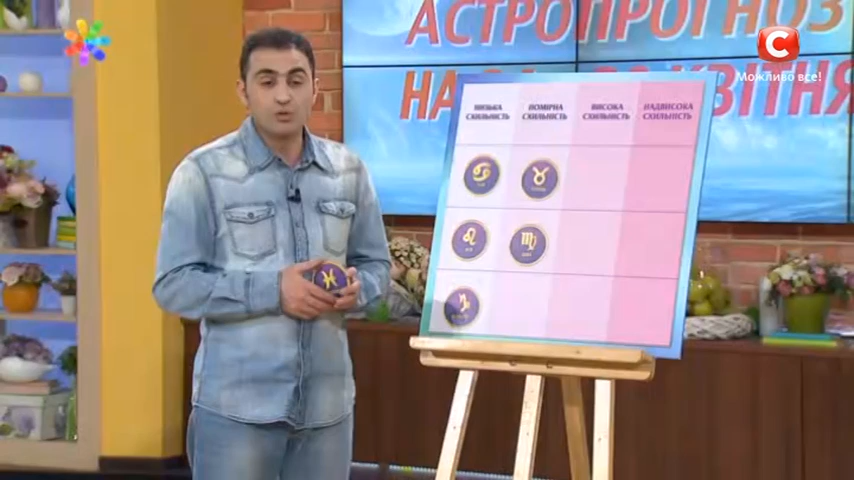 АСТРОПРОГНОЗ
НА
КВІТНЯ
C
Можливо все!
НИЗЬКА СХИЛЬНІСТЬ
ПОМІРНА СХИЛЬНІСТЬ
ВИСОКА СХИЛЬНІСТЬ
НАДВИСОКА СХИЛЬНІСТЬ